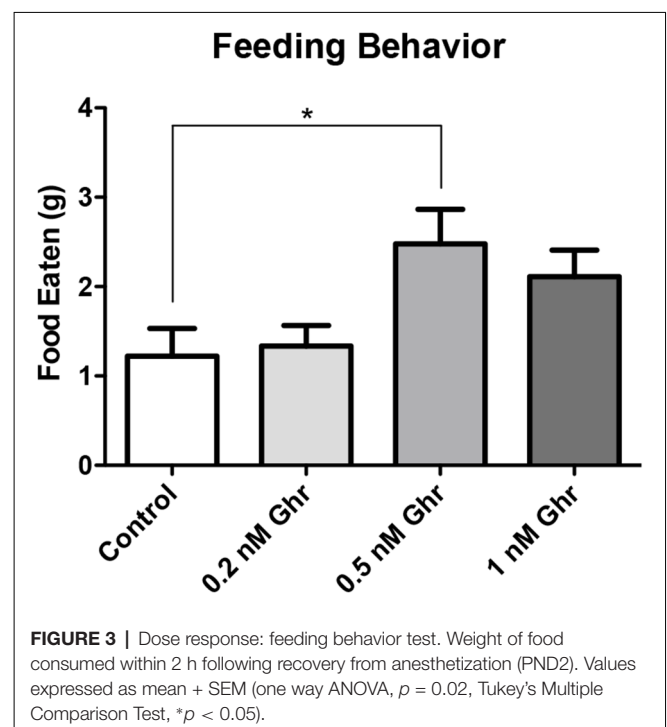 Feeding Behavior
*
Food Eaten (g)
4
3
2
1
0
Control
0.2 nM Ghr
0.5 nM Ghr
1 nM Ghr
FIGURE 3 | Dose response: feeding behavior test. Weight of food
consumed within 2 h following recovery from anesthetization (PND2). Values
expressed as mean + SEM (one way ANOVA, p = 0.02, Tukey's Multiple
Comparison Test, *p < 0.05).